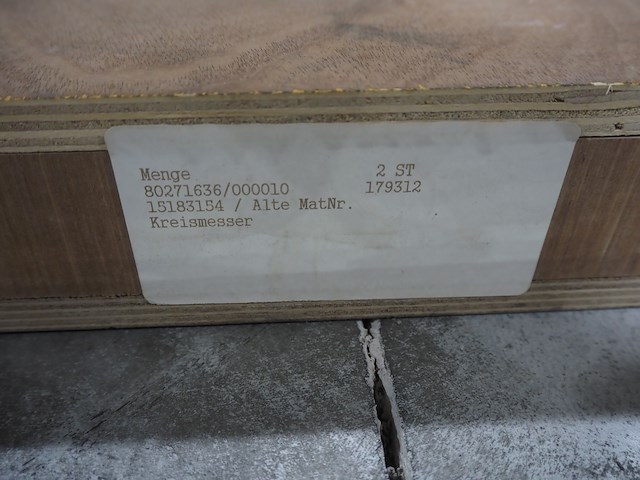 Menge 2 ST
80271636/000010 179312
15183154 / Alte MatNr.
Kreismesser